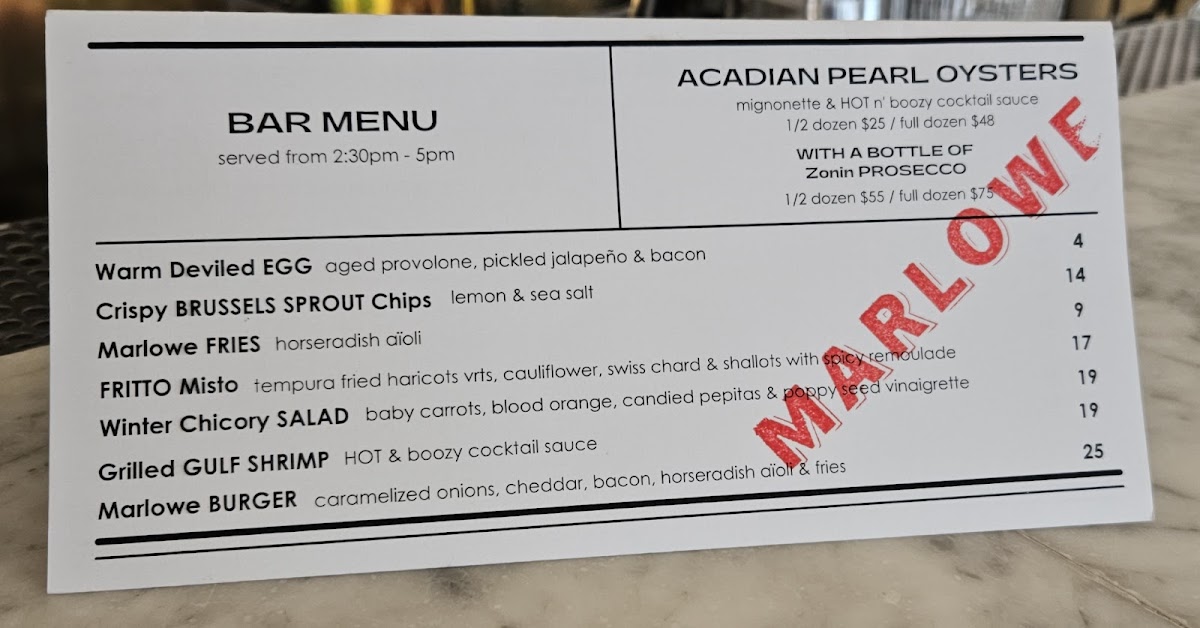 BAR MENU
served from 2:30pm - 5pm
ACADIAN PEARL OYSTERS
mignonette & HOT n' boozy cocktail sauce
1/2 dozen $25 / full dozen $48
WITH A BOTTLE OF
Zonin PROSECCO
1/2 dozen $55 / full dozen $75
Warm Deviled EGG aged provolone, pickled jalapeño & bacon 4
Crispy BRUSSELS SPROUT Chips lemon & sea salt 14
Marlowe FRIES horseradish aïoli 9
FRITTO Misto tempura fried haricots vrts, cauliflower, swiss chard & shallots with spicy remoulade 17
Winter Chicory SALAD baby carrots, blood orange, candied pepitas & poppy seed vinaigrette 19
Grilled GULF SHRIMP HOT & boozy cocktail sauce 19
Marlowe BURGER caramelized onions, cheddar, bacon, horseradish aïoli & fries 25
MARLOWE